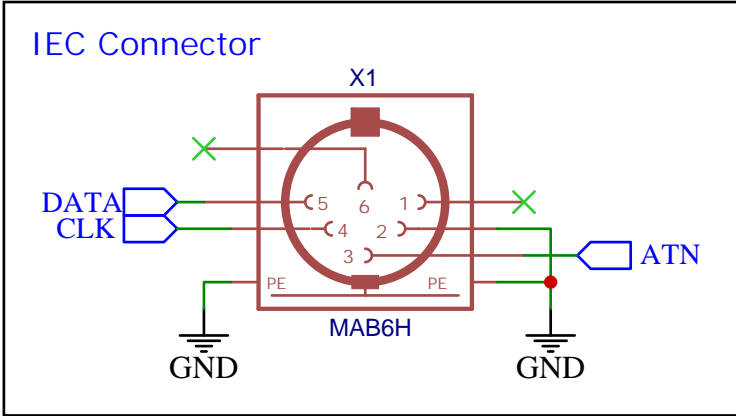 IEC Connector
X1
DATA
CLK
5
6
1
4
2
3
ATN
PE
PE
MAB6H
GND
GND